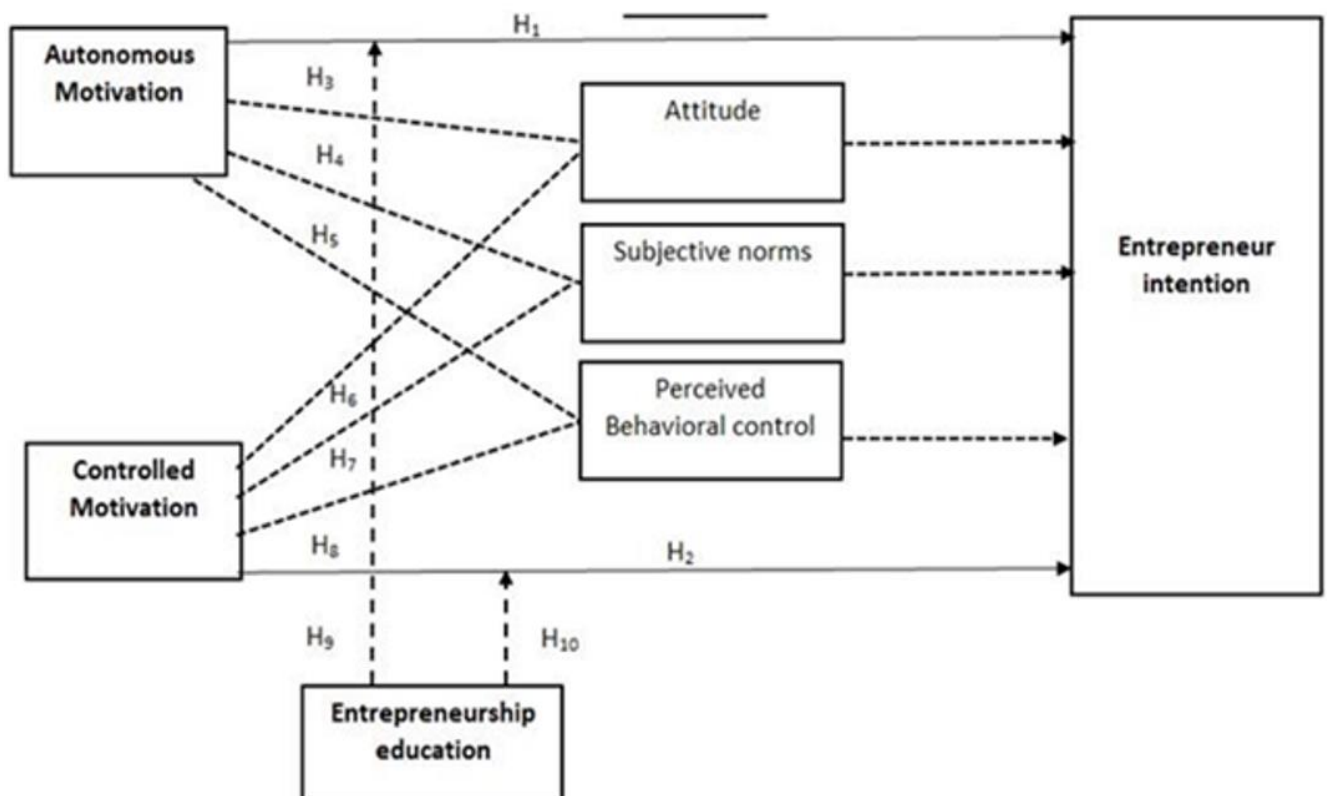 H₁
Autonomous
Motivation
H₃
Attitude
H₄
H₅
Subjective norms
Entrepreneur
intention
H₆
Perceived
Behavioral control
Controlled
Motivation
H₇
H₈
H₂
H₉
H₁₀
Entrepreneurship
education